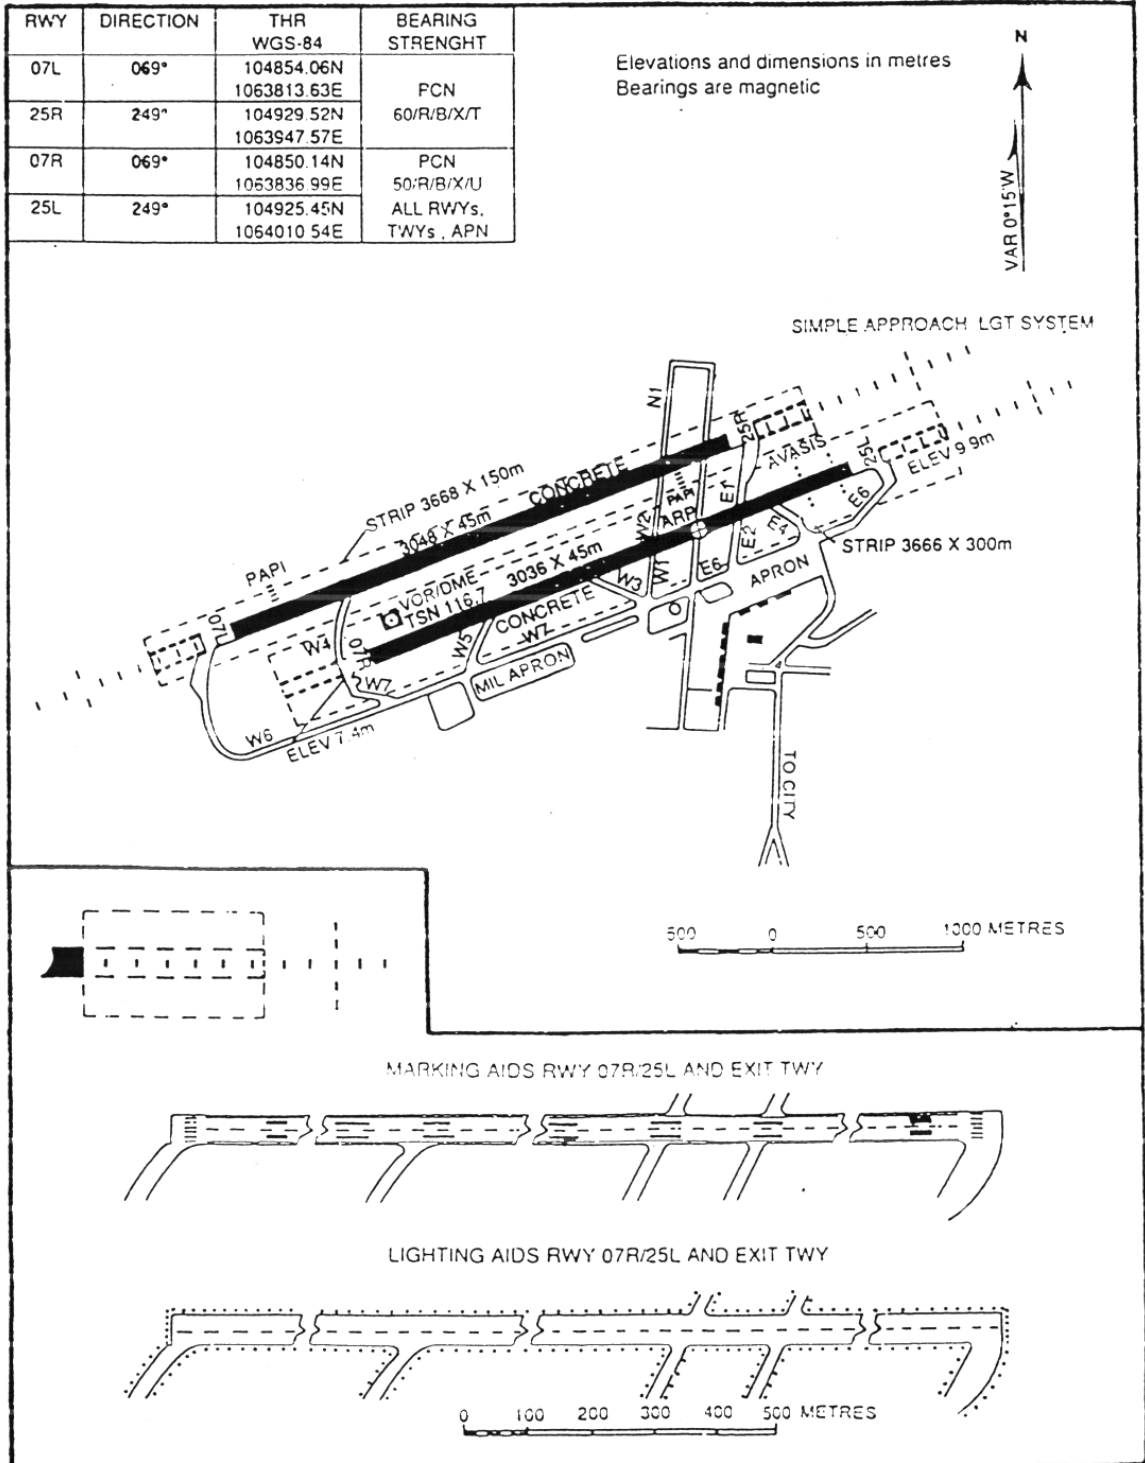 RWY DIRECTION THR BEARING
WGS-84 STRENGHT
07L 069° 104854.06N
1063813.63E PCN
25R 249° 104929.52N 60/R/B/X/T
1063947.57E
07R 069° 104850.14N PCN
1063836.99E 50/R/B/X/U
25L 249° 104925.45N ALL RWYs,
1064010 54E TWYs , APN
Elevations and dimensions in metres
Bearings are magnetic
N
VAR 0°15'W
SIMPLE APPROACH LGT SYSTEM
N1
25R
AVASIS
25L
ELEV 9 9m
STRIP 3668 X 150m
CONCRETE
3048 X 45m
PAPI
ARP
E1
W2
E2
E4
E6
STRIP 3666 X 300m
PAPI
VOR/DME
TSN 116.7
3036 X 45m
W3
W1
E6
APRON
07L
W4
07R
W5
CONCRETE
W7
W7
MIL APRON
W6
ELEV 7.4m
TO CITY
500 0 500 1000 METRES
MARKING AIDS RWY 07R/25L AND EXIT TWY
LIGHTING AIDS RWY 07R/25L AND EXIT TWY
0 100 200 300 400 500 METRES